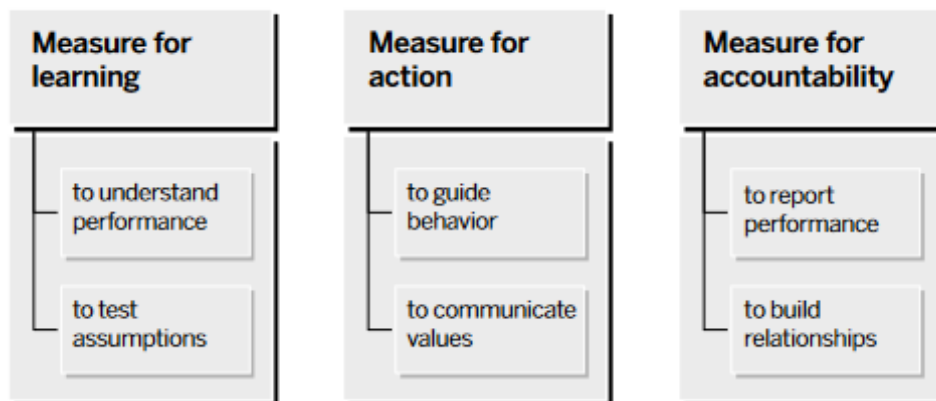 Measure for
learning
to understand
performance
to test
assumptions
Measure for
action
to guide
behavior
to communicate
values
Measure for
accountability
to report
performance
to build
relationships